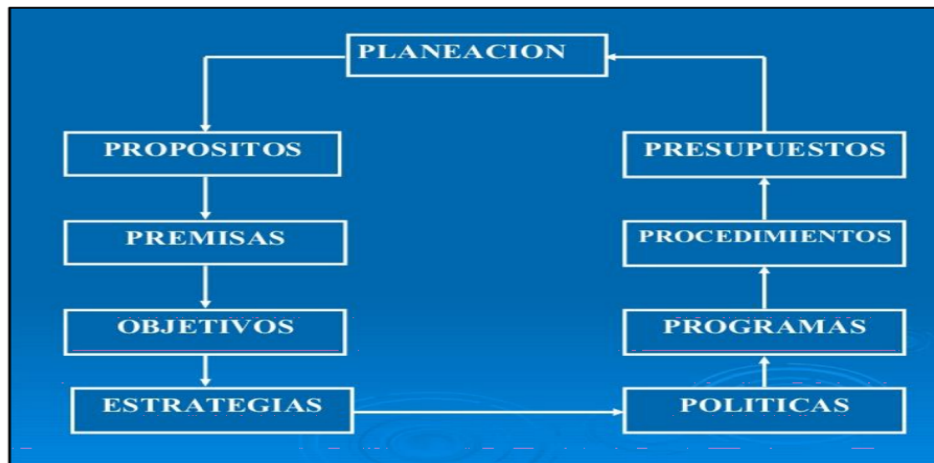 PLANEACION
PROPOSITOS
PREMISAS
OBJETIVOS
ESTRATEGIAS
POLITICAS
PROGRAMAS
PROCEDIMIENTOS
PRESUPUESTOS